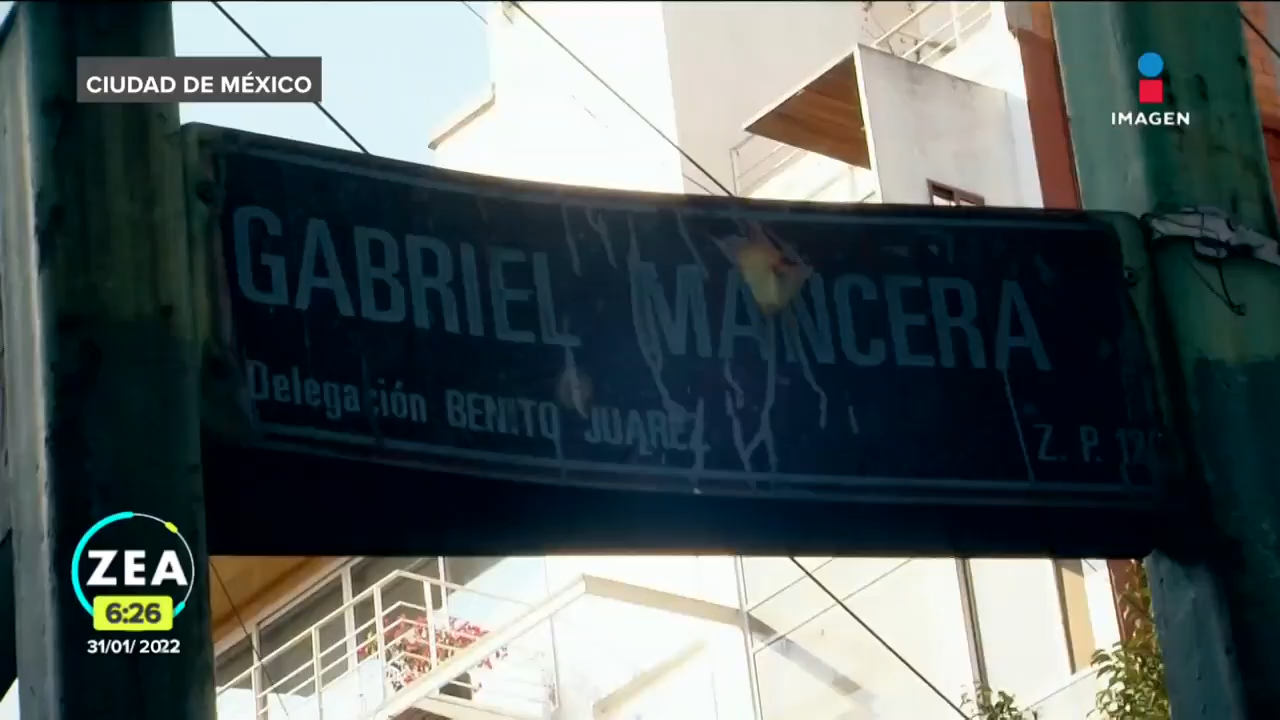 CIUDAD DE MÉXICO
IMAGEN
GABRIEL MANCERA
Delegación BENITO JUAREZ
Z. P.
ZEA
6:26
31/01/2022